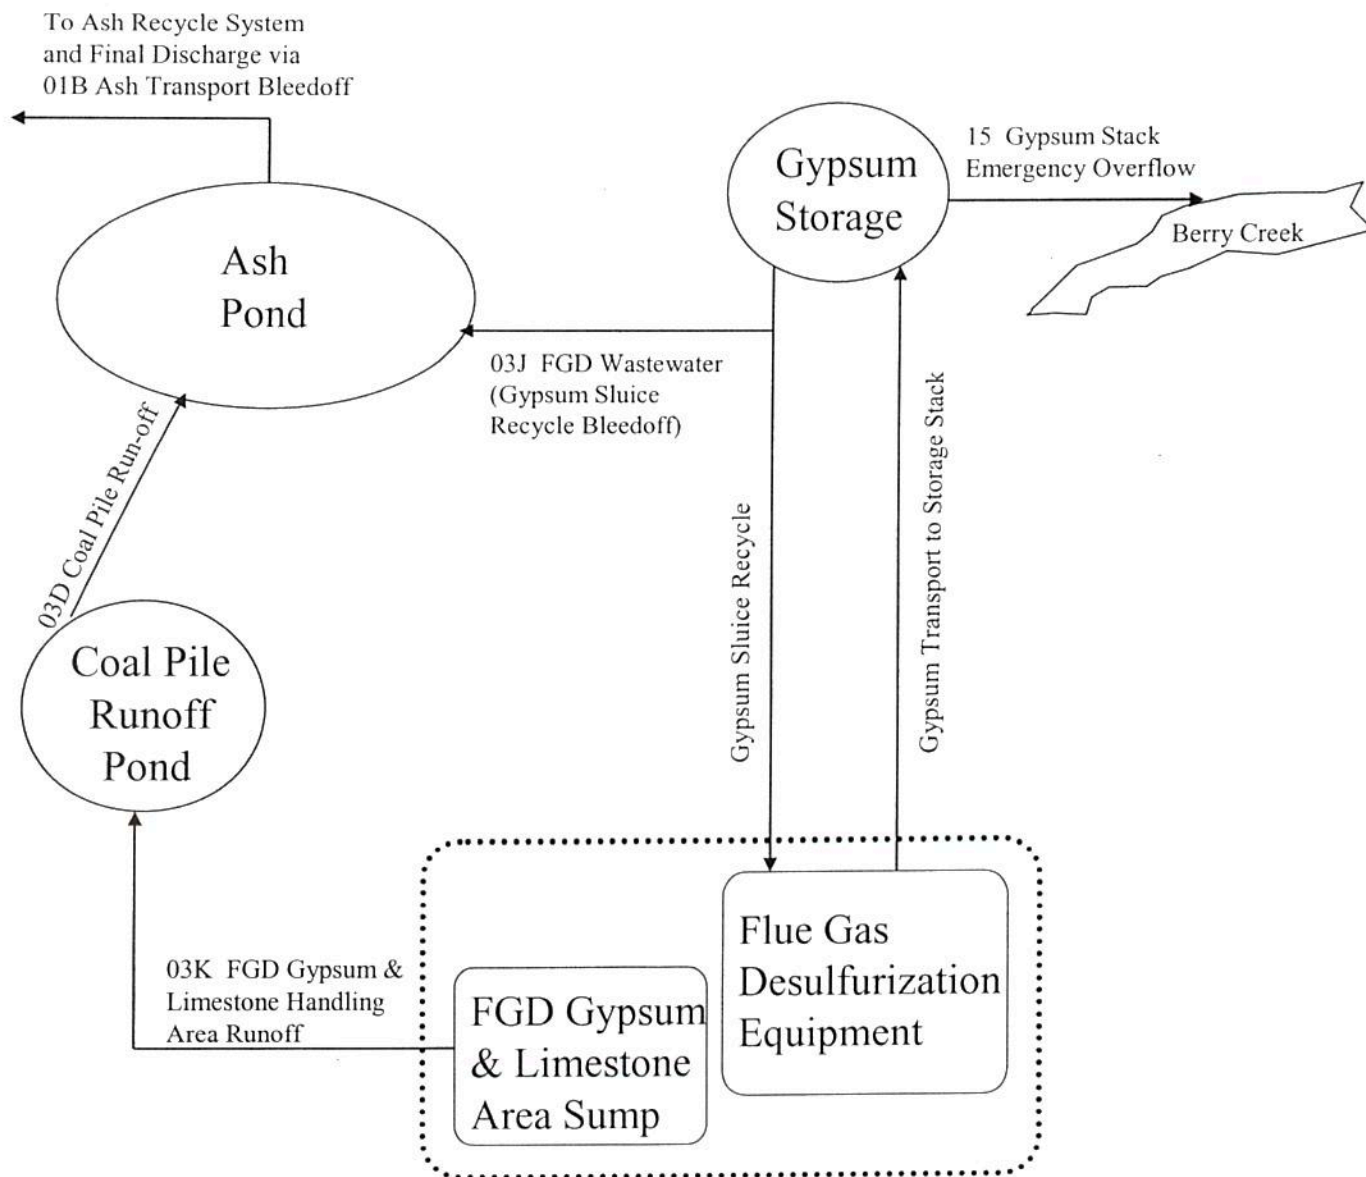 To Ash Recycle System
and Final Discharge via
01B Ash Transport Bleedoff
Gypsum
Storage
15 Gypsum Stack
Emergency Overflow
Berry Creek
Ash
Pond
03J FGD Wastewater
(Gypsum Sluice
Recycle Bleedoff)
03D Coal Pile Run-off
Gypsum Sluice Recycle
Gypsum Transport to Storage Stack
Coal Pile
Runoff
Pond
03K FGD Gypsum &
Limestone Handling
Area Runoff
FGD Gypsum
& Limestone
Area Sump
Flue Gas
Desulfurization
Equipment